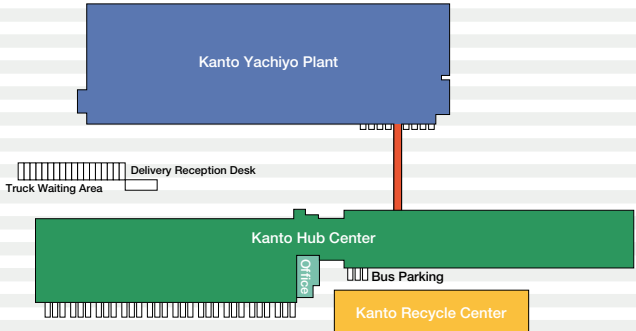 Kanto Yachiyo Plant
Delivery Reception Desk
Truck Waiting Area
Kanto Hub Center
Office
Bus Parking
Kanto Recycle Center